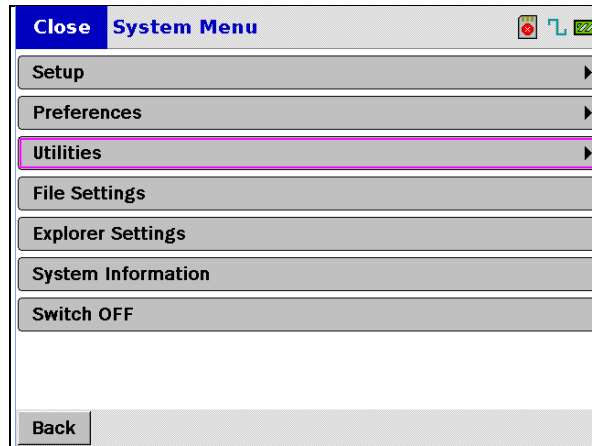 Close System Menu
Setup
Preferences
Utilities
File Settings
Explorer Settings
System Information
Switch OFF
Back